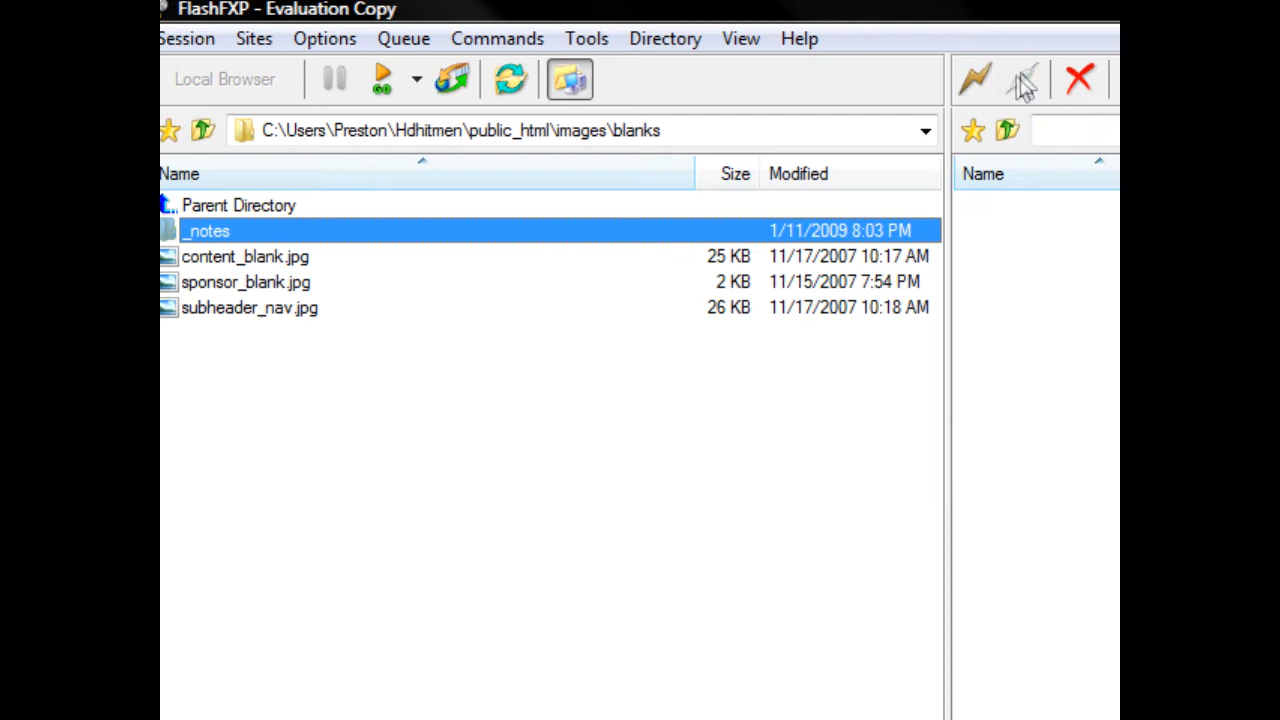 FlashFXP - Evaluation Copy
Session Sites Options Queue Commands Tools Directory View Help
Local Browser
C:\Users\Preston\Hdhitmen\public_html\images\blanks
Name Size Modified Name
Parent Directory
_notes 1/11/2009 8:03 PM
content_blank.jpg 25 KB 11/17/2007 10:17 AM
sponsor_blank.jpg 2 KB 11/15/2007 7:54 PM
subheader_nav.jpg 26 KB 11/17/2007 10:18 AM